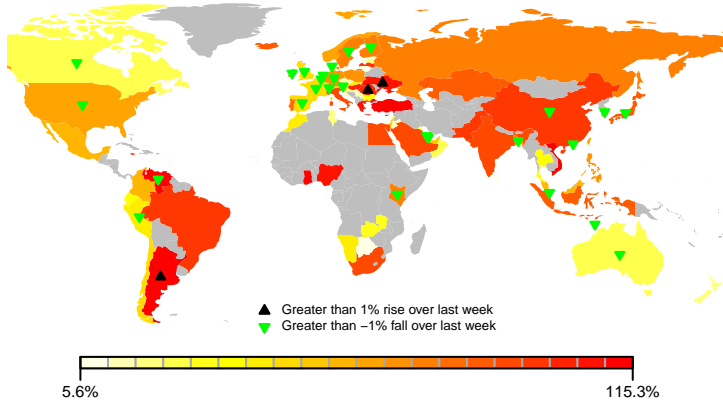 Greater than 1% rise over last week
Greater than −1% fall over last week
5.6%
115.3%